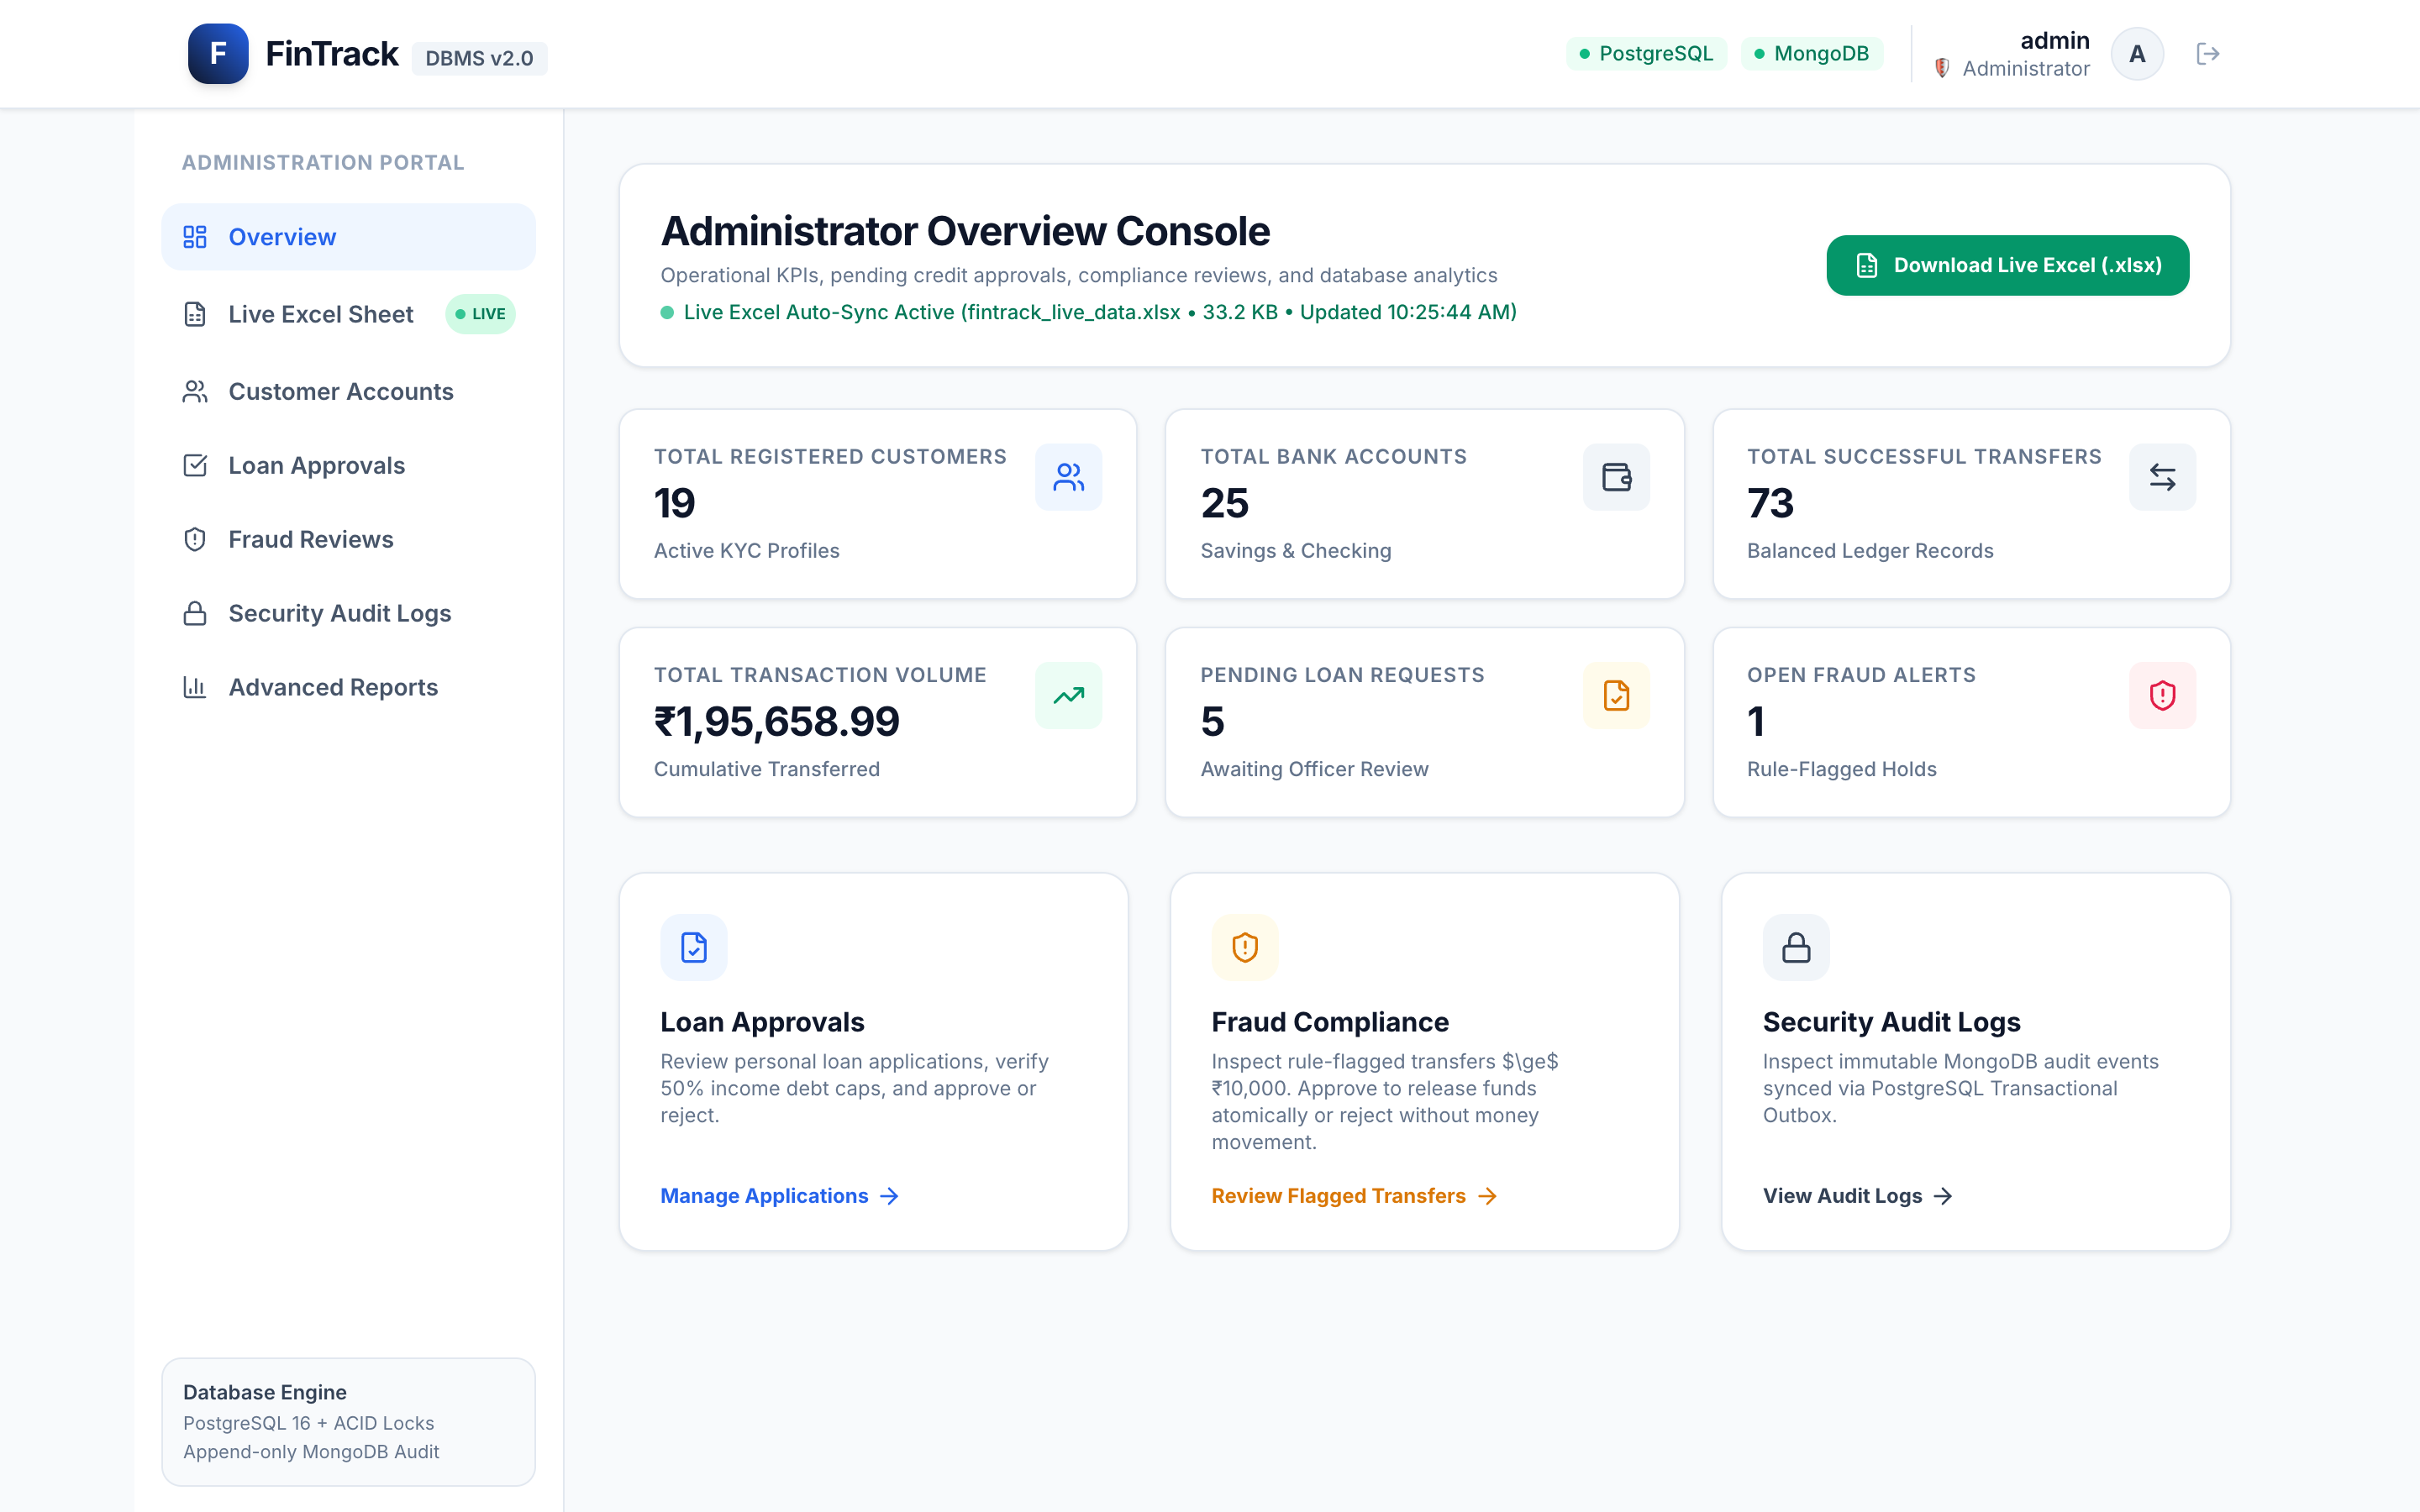 F FinTrack DBMS v2.0
PostgreSQL MongoDB
admin
Administrator
A
ADMINISTRATION PORTAL
Overview
Live Excel Sheet LIVE
Customer Accounts
Loan Approvals
Fraud Reviews
Security Audit Logs
Advanced Reports
Database Engine
PostgreSQL 16 + ACID Locks
Append-only MongoDB Audit
Administrator Overview Console
Operational KPIs, pending credit approvals, compliance reviews, and database analytics
Live Excel Auto-Sync Active (fintrack_live_data.xlsx • 33.2 KB • Updated 10:25:44 AM)
Download Live Excel (.xlsx)
TOTAL REGISTERED CUSTOMERS
19
Active KYC Profiles
TOTAL BANK ACCOUNTS
25
Savings & Checking
TOTAL SUCCESSFUL TRANSFERS
73
Balanced Ledger Records
TOTAL TRANSACTION VOLUME
₹1,95,658.99
Cumulative Transferred
PENDING LOAN REQUESTS
5
Awaiting Officer Review
OPEN FRAUD ALERTS
1
Rule-Flagged Holds
Loan Approvals
Review personal loan applications, verify
50% income debt caps, and approve or
reject.
Manage Applications
Fraud Compliance
Inspect rule-flagged transfers $\ge$
₹10,000. Approve to release funds
atomically or reject without money
movement.
Review Flagged Transfers
Security Audit Logs
Inspect immutable MongoDB audit events
synced via PostgreSQL Transactional
Outbox.
View Audit Logs